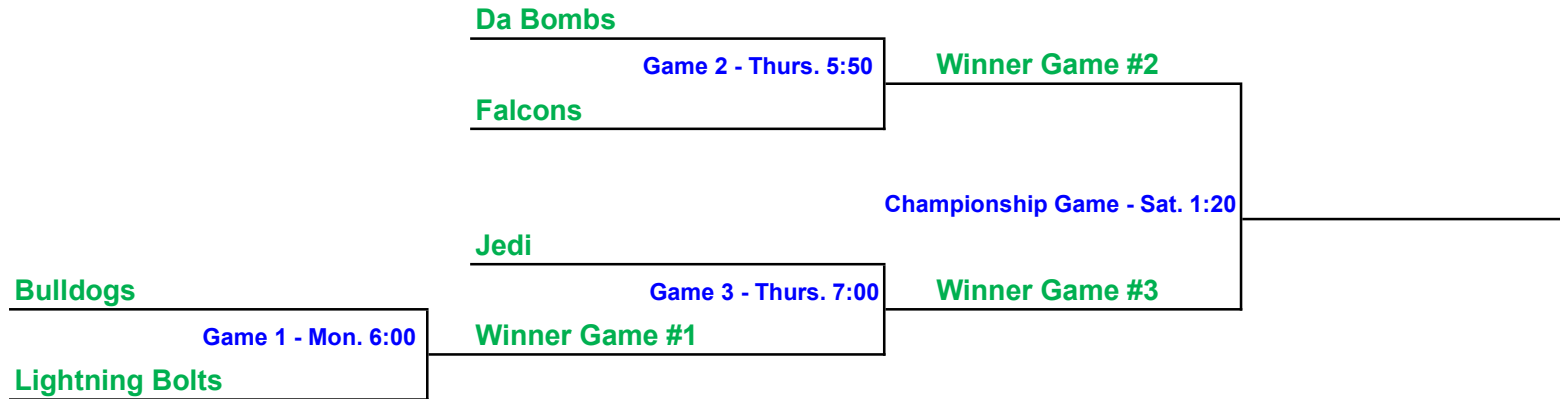 Da Bombs
Game 2 - Thurs. 5:50
Winner Game #2
Falcons
Championship Game - Sat. 1:20
Jedi
Bulldogs
Game 3 - Thurs. 7:00
Winner Game #3
Game 1 - Mon. 6:00
Winner Game #1
Lightning Bolts